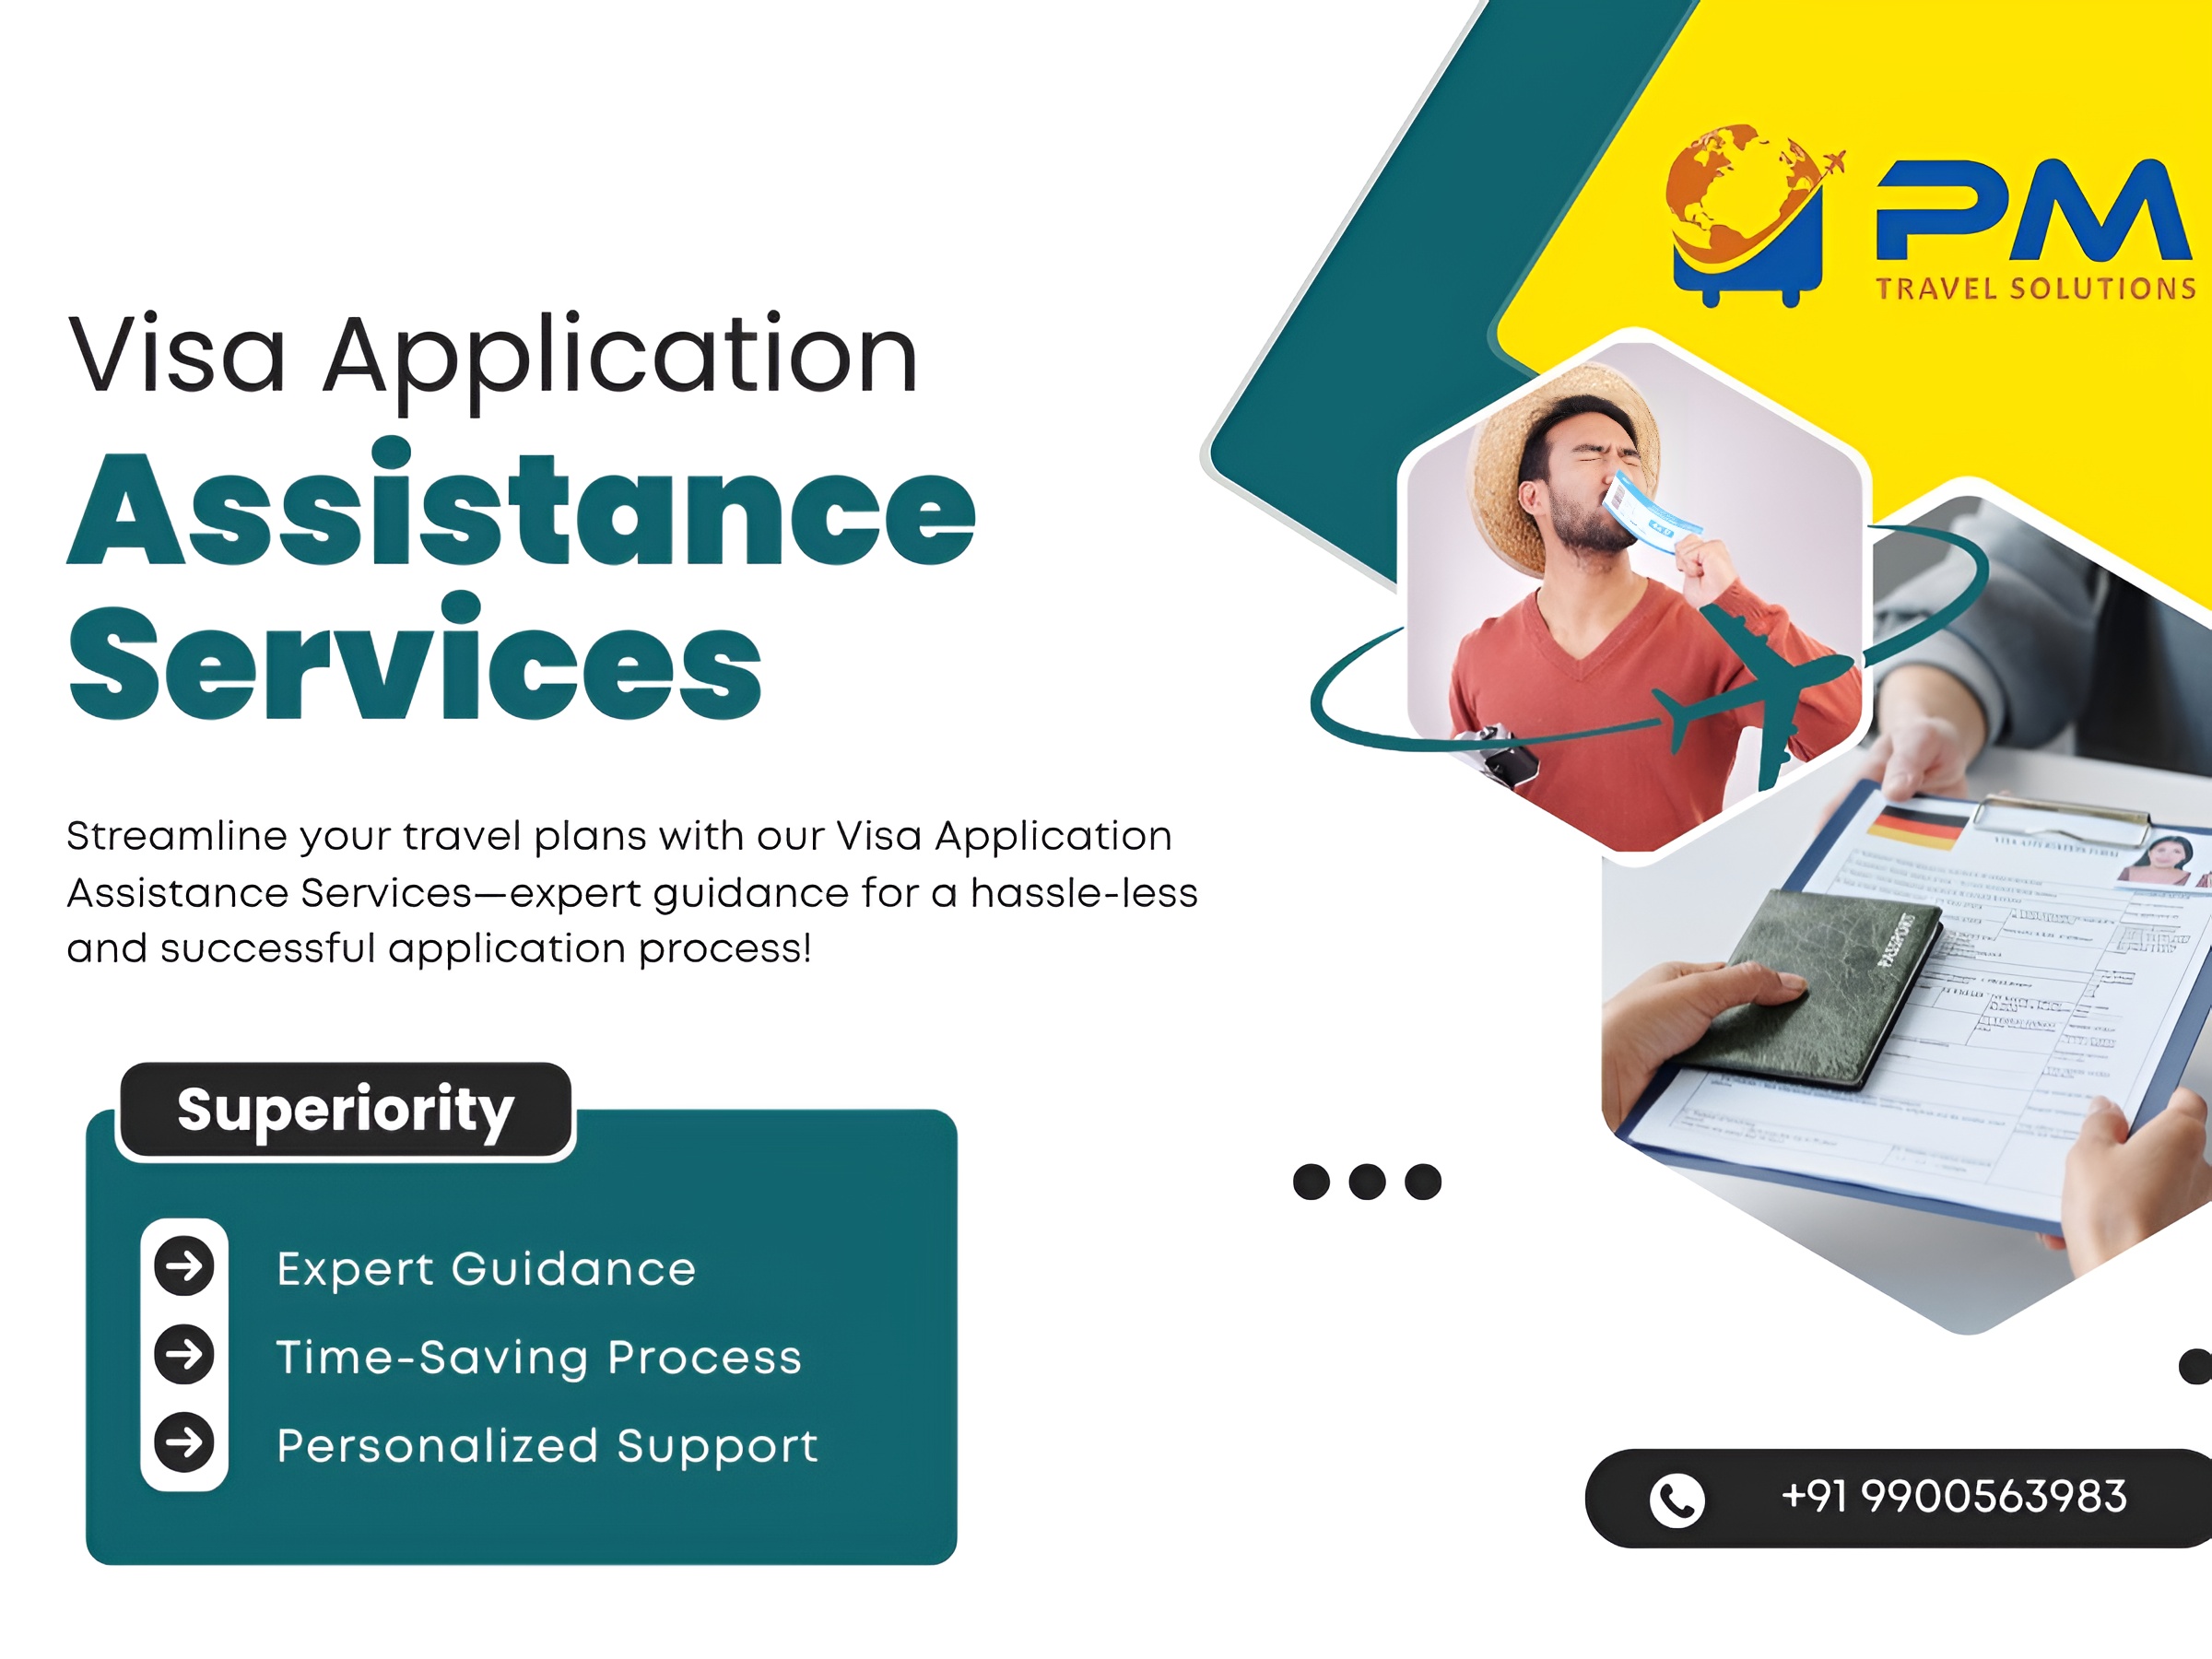 PM
TRAVEL SOLUTIONS
Visa Application
Assistance
Services
Streamline your travel plans with our Visa Application
Assistance Services—expert guidance for a hassle-less
and successful application process!
Superiority
Expert Guidance
Time-Saving Process
Personalized Support
PASSPORT
+91 9900563983